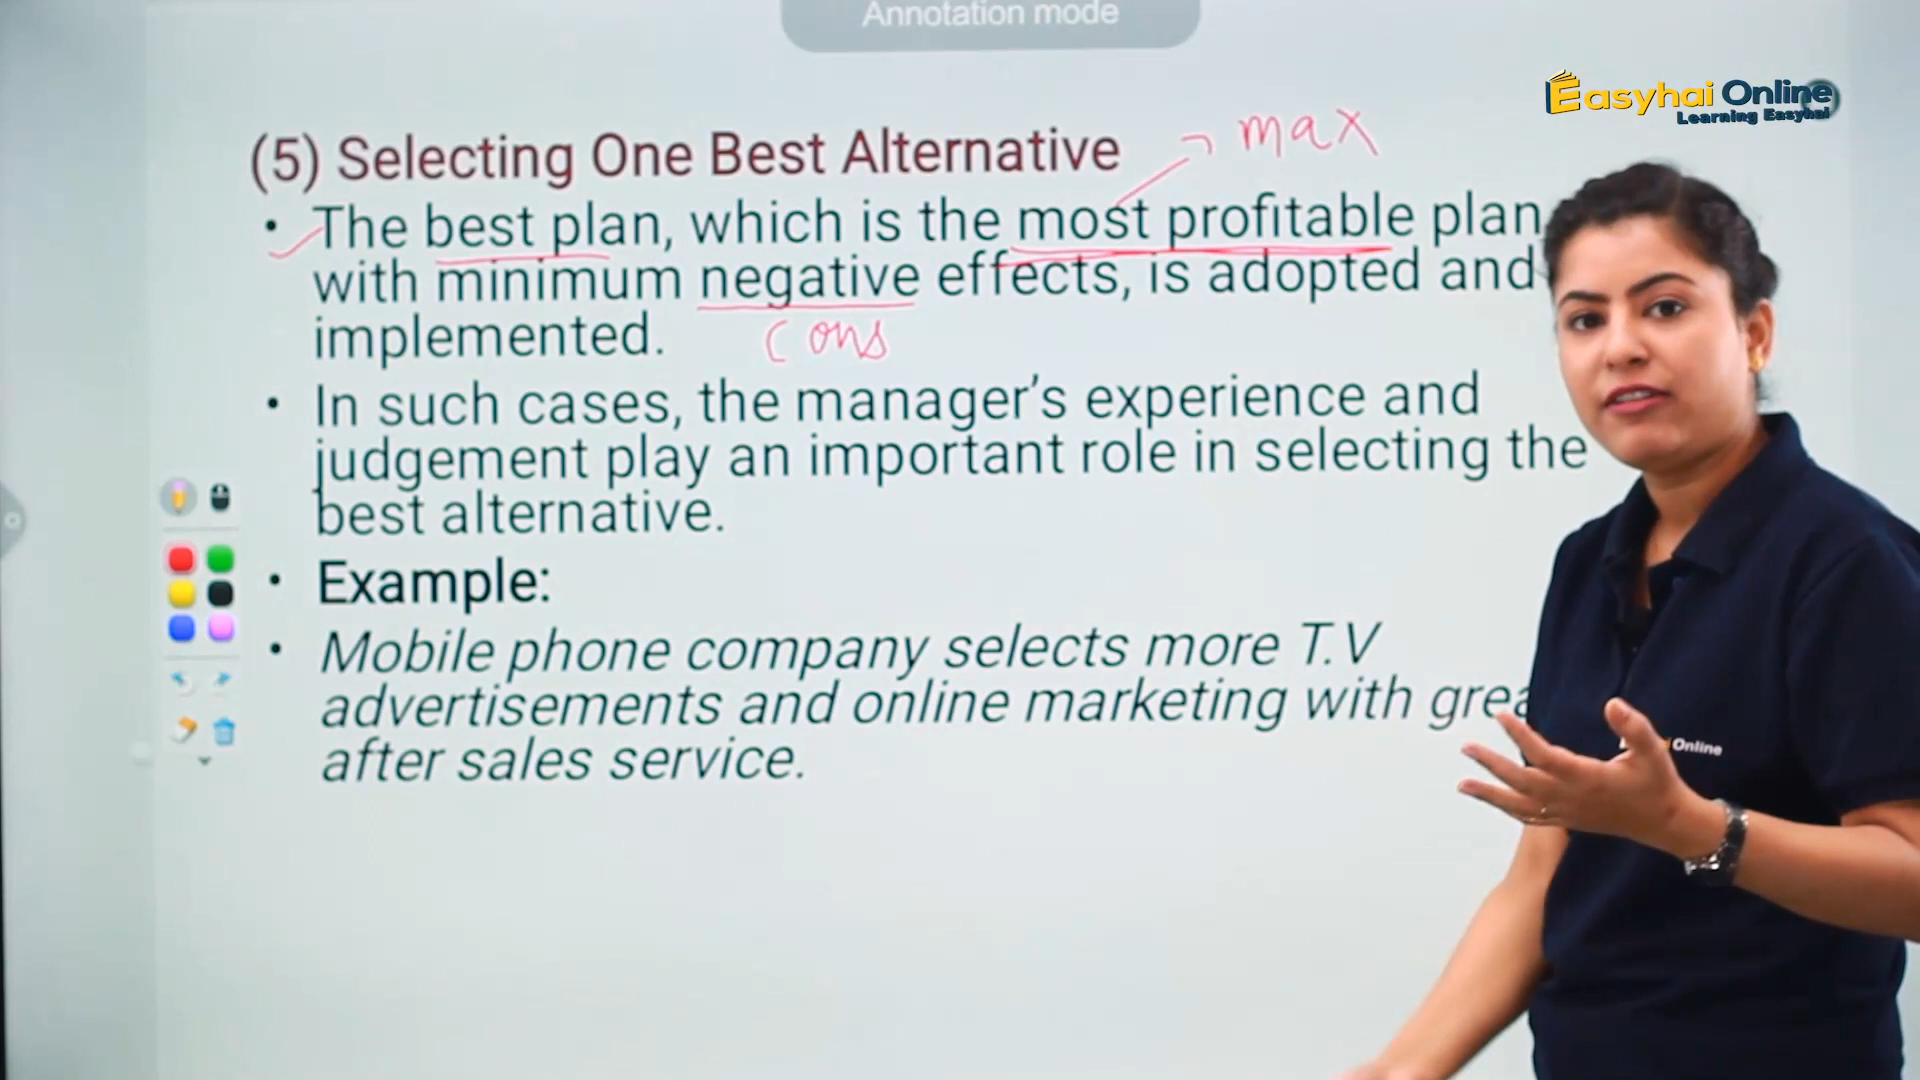 Annotation mode
Easyhai Online
Learning Easyhai
(5) Selecting One Best Alternative
max
• The best plan, which is the most profitable plan
with minimum negative effects, is adopted and
implemented.
cons
• In such cases, the manager's experience and
judgement play an important role in selecting the
best alternative.
• Example:
• Mobile phone company selects more T.V
advertisements and online marketing with
after sales service.
Online